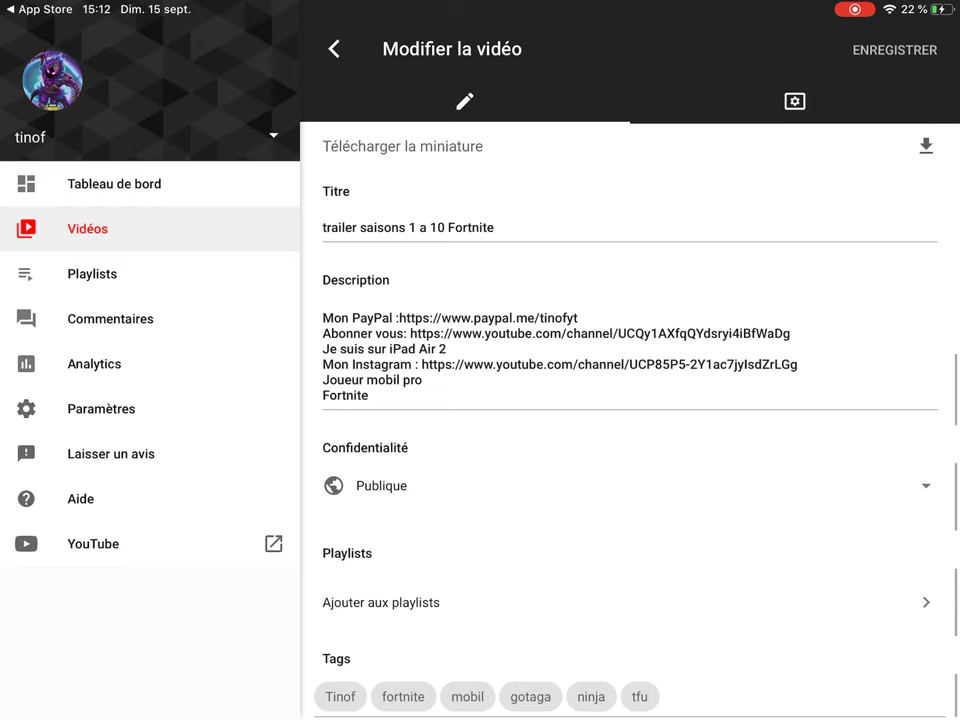 App Store 15:12 Dim. 15 sept. 22 %
tinof
Tableau de bord
Vidéos
Playlists
Commentaires
Analytics
Paramètres
Laisser un avis
Aide
YouTube
Modifier la vidéo
ENREGISTRER
Télécharger la miniature
Titre
trailer saisons 1 a 10 Fortnite
Description
Mon PayPal :https://www.paypal.me/tinofyt
Abonner vous: https://www.youtube.com/channel/UCQy1AXfqQYdsryi4iBfWaDg
Je suis sur iPad Air 2
Mon Instagram : https://www.youtube.com/channel/UCP85P5-2Y1ac7jyIsdZrLGg
Joueur mobil pro
Fortnite
Confidentialité
Publique
Playlists
Ajouter aux playlists
Tags
Tinof fortnite mobil gotaga ninja tfu